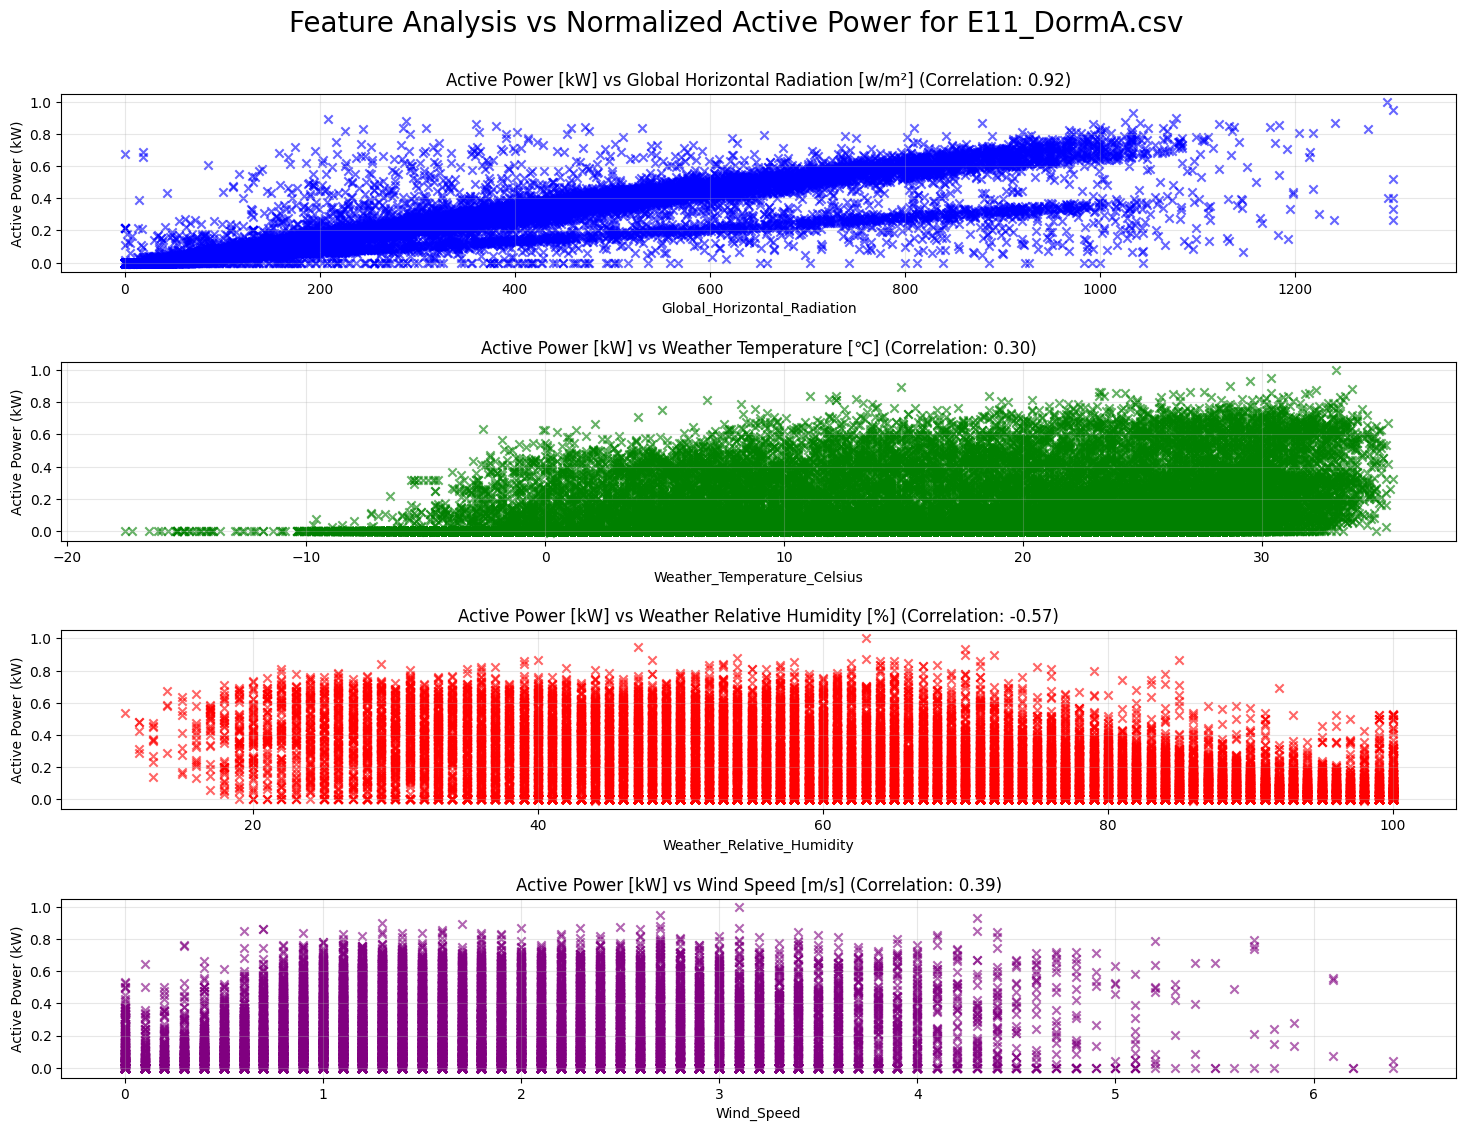 Feature Analysis vs Normalized Active Power for E11_DormA.csv
Active Power [kW] vs Global Horizontal Radiation [w/m²] (Correlation: 0.92)
Active Power (kW)
1.0
0.8
0.6
0.4
0.2
0.0
0 200 400 600 800 1000 1200
Global_Horizontal_Radiation
Active Power [kW] vs Weather Temperature [℃] (Correlation: 0.30)
Active Power (kW)
1.0
0.8
0.6
0.4
0.2
0.0
−20 −10 0 10 20 30
Weather_Temperature_Celsius
Active Power [kW] vs Weather Relative Humidity [%] (Correlation: -0.57)
Active Power (kW)
1.0
0.8
0.6
0.4
0.2
0.0
20 40 60 80 100
Weather_Relative_Humidity
Active Power [kW] vs Wind Speed [m/s] (Correlation: 0.39)
Active Power (kW)
1.0
0.8
0.6
0.4
0.2
0.0
0 1 2 3 4 5 6
Wind_Speed